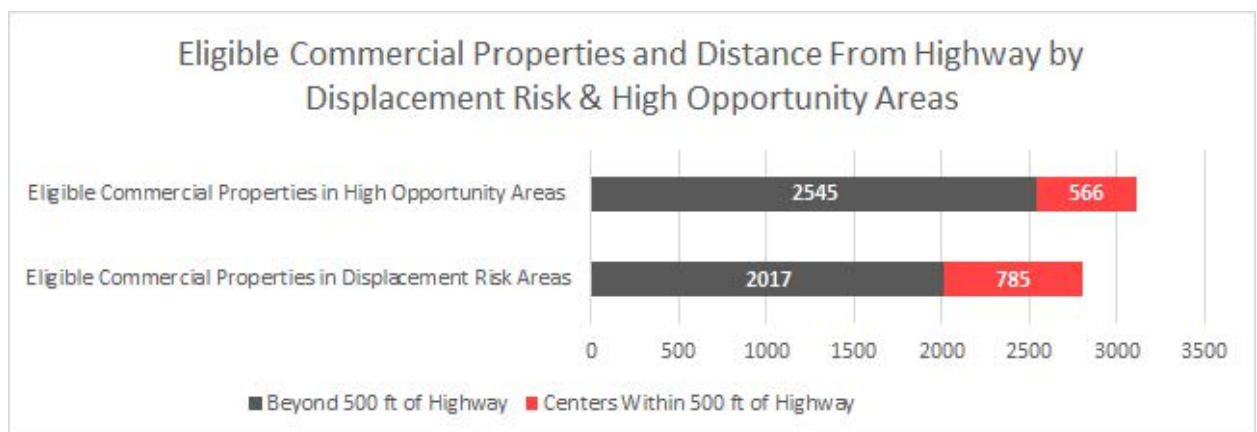 Eligible Commercial Properties and Distance From Highway by
Displacement Risk & High Opportunity Areas
Eligible Commercial Properties in High Opportunity Areas
2545
566
Eligible Commercial Properties in Displacement Risk Areas
2017
785
0 500 1000 1500 2000 2500 3000 3500
Beyond 500 ft of Highway Centers Within 500 ft of Highway